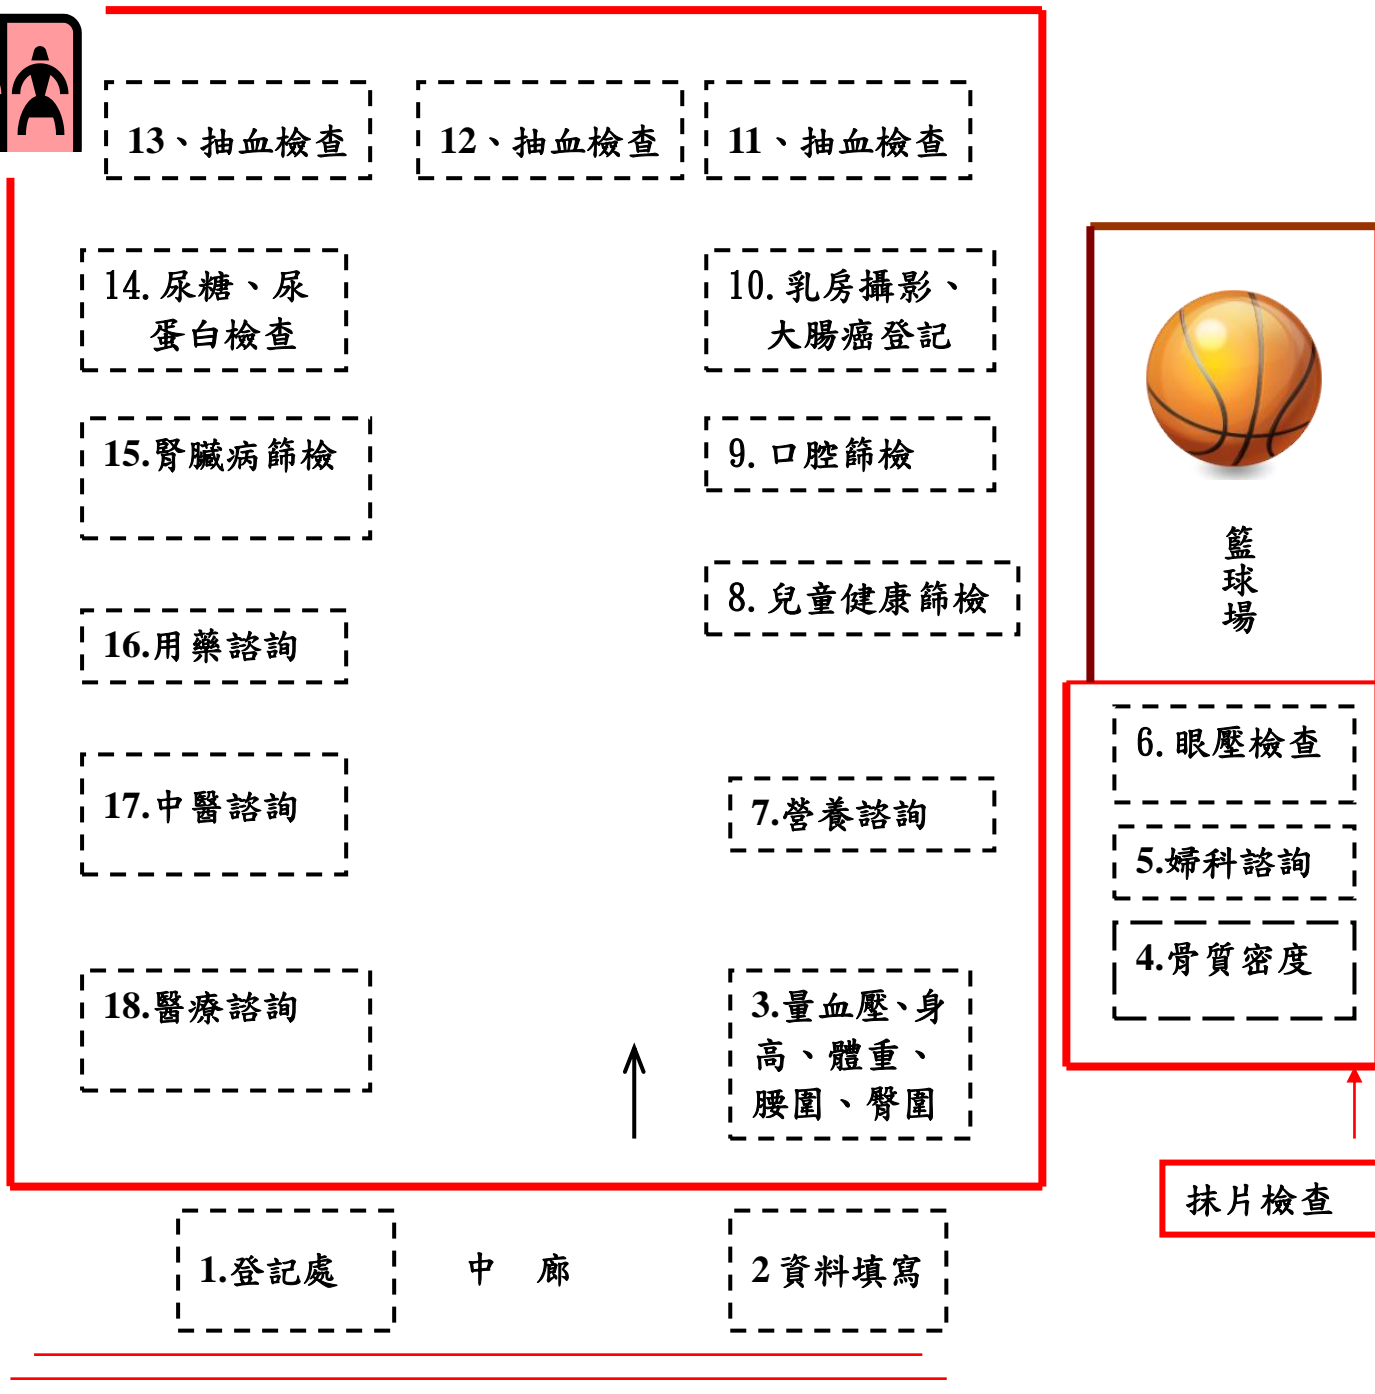 13、抽血檢查
12、抽血檢查
11、抽血檢查
14.尿糖、尿
蛋白檢查
10.乳房攝影、
大腸癌登記
15.腎臟病篩檢
9.口腔篩檢
籃
球
場
8.兒童健康篩檢
16.用藥諮詢
6.眼壓檢查
17.中醫諮詢
7.營養諮詢
5.婦科諮詢
4.骨質密度
18.醫療諮詢
3.量血壓、身
高、體重、
腰圍、臀圍
抹片檢查
1.登記處
中 廊
2資料填寫